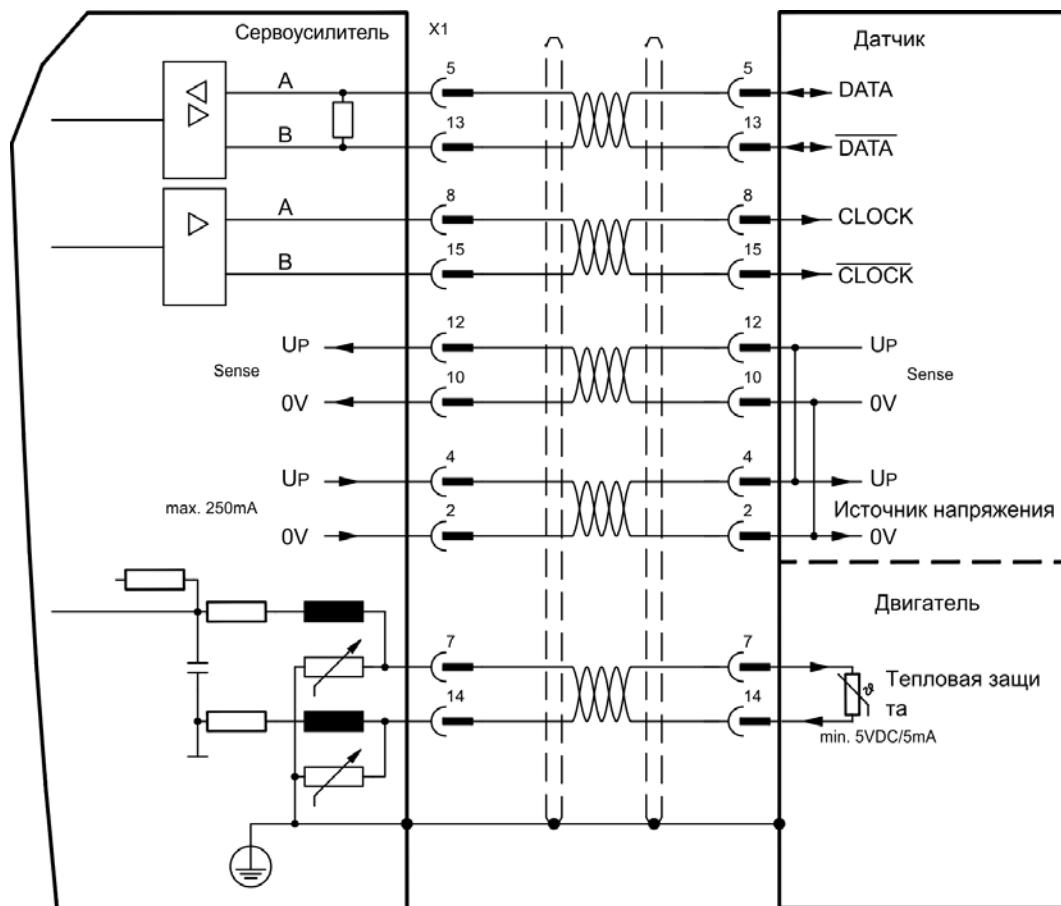 Сервоусилитель X1 Датчик
A 5 5 DATA
B 13 13 DATA
A 8 8 CLOCK
B 15 15 CLOCK
UP 12 12 UP
Sense Sense
0V 10 10 0V
UP 4 4 UP
max. 250mA Источник напряжения
0V 2 2 0V
Двигатель
7 7
Тепловая защи
14 14 та
min. 5VDC/5mA